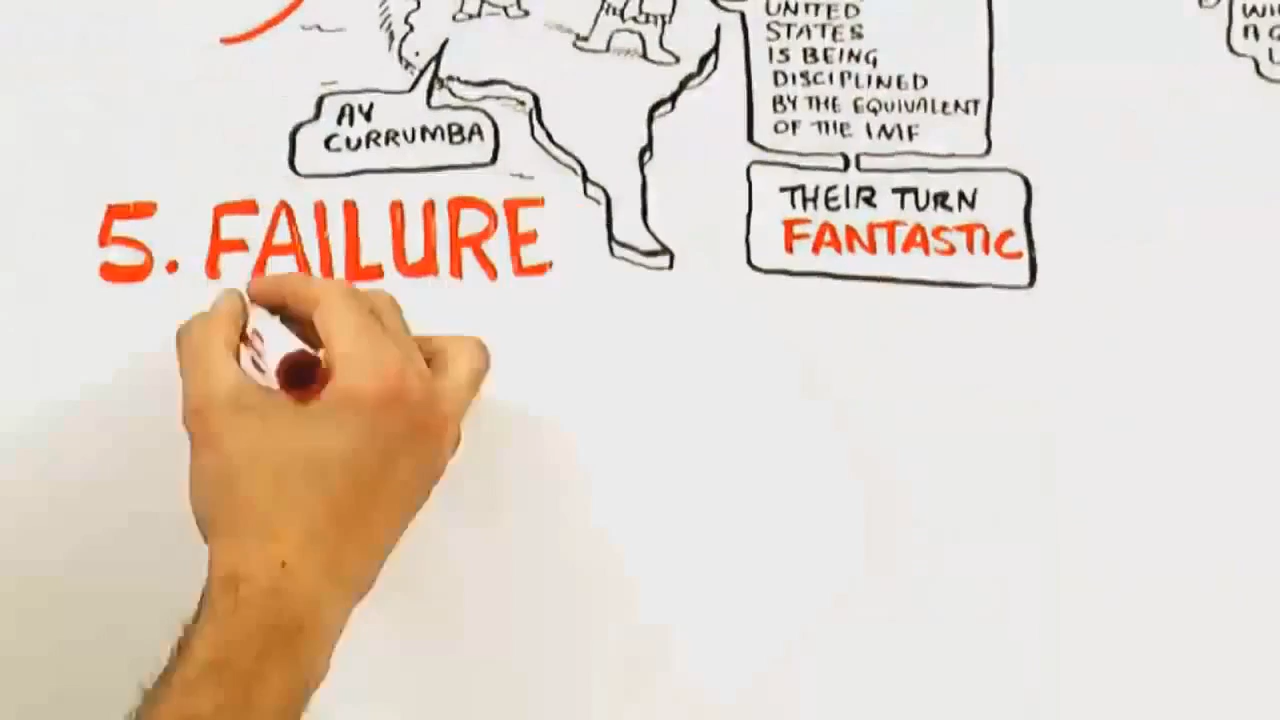 UNITED
STATES
IS BEING
DISCIPLINED
BY THE EQUIVALENT
OF THE IMF
AY
CURRUMBA
THEIR TURN
FANTASTIC
5. FAILURE